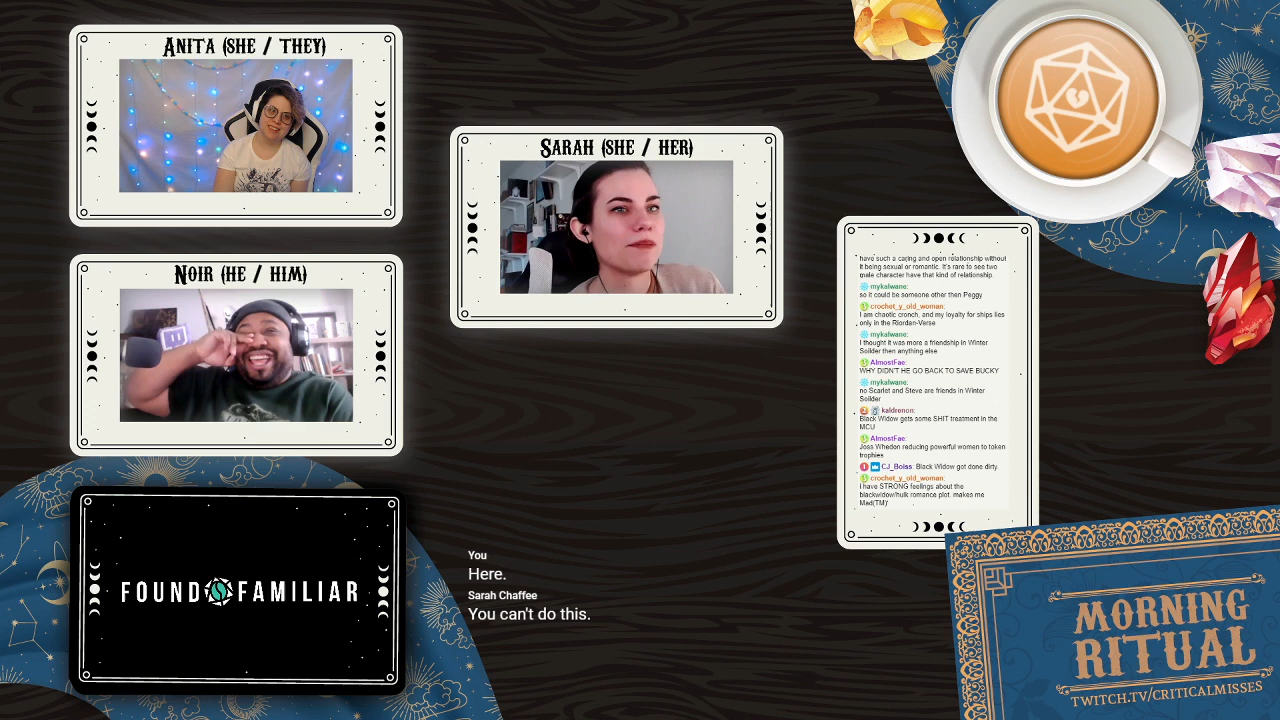 ANITA (SHE / THEY)
SARAH (SHE / HER)
NOIR (HE / HIM)
have such a caring and open relationship without
it being sexual or romantic. It's rare to see two
male character have that kind of relationship
mykalwane:
so it could be someone other then Peggy
crochet_y_old_woman:
I am chaotic cronch, and my loyalty for ships lies
only in the Riordan-Verse
mykalwane:
I thought it was more a friendship in Winter
Soilder then anything else
AlmostFae:
WHY DIDN'T HE GO BACK TO SAVE BUCKY
mykalwane:
no Scarlet and Steve are friends in Winter
Soilder
kaldrenon:
Black Widow gets some SHIT treatment in the
MCU
AlmostFae:
Joss Whedon reducing powerful women to token
trophies
CJ_Boiss: Black Widow got done dirty.
crochet_y_old_woman:
I have STRONG feelings about the
blackwidow/hulk romance plot. makes me
Mad(TM)'
FOUND FAMILIAR
You
Here.
Sarah Chaffee
You can't do this.
MORNING
RITUAL
TWITCH.TV/CRITICALMISSES